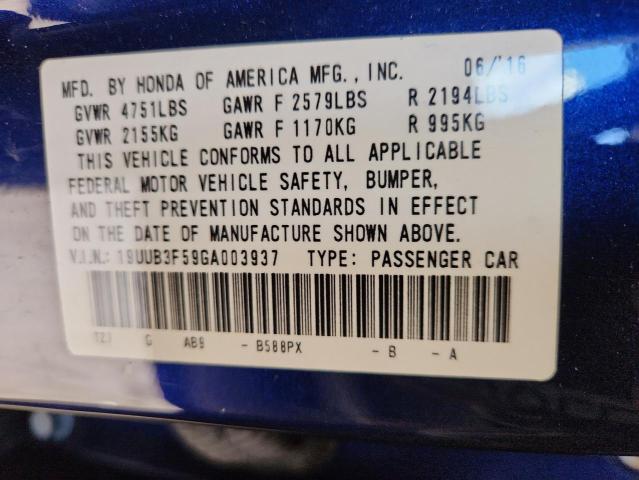 MFD. BY HONDA OF AMERICA MFG., INC. 06/'16
GVWR 4751LBS GAWR F 2579LBS R 2194LBS
GVWR 2155KG GAWR F 1170KG R 995KG
THIS VEHICLE CONFORMS TO ALL APPLICABLE
FEDERAL MOTOR VEHICLE SAFETY, BUMPER,
AND THEFT PREVENTION STANDARDS IN EFFECT
ON THE DATE OF MANUFACTURE SHOWN ABOVE.
V.I.N.: 19UUB3F59GA003937 TYPE: PASSENGER CAR
G AB9 - B588PX - B - A